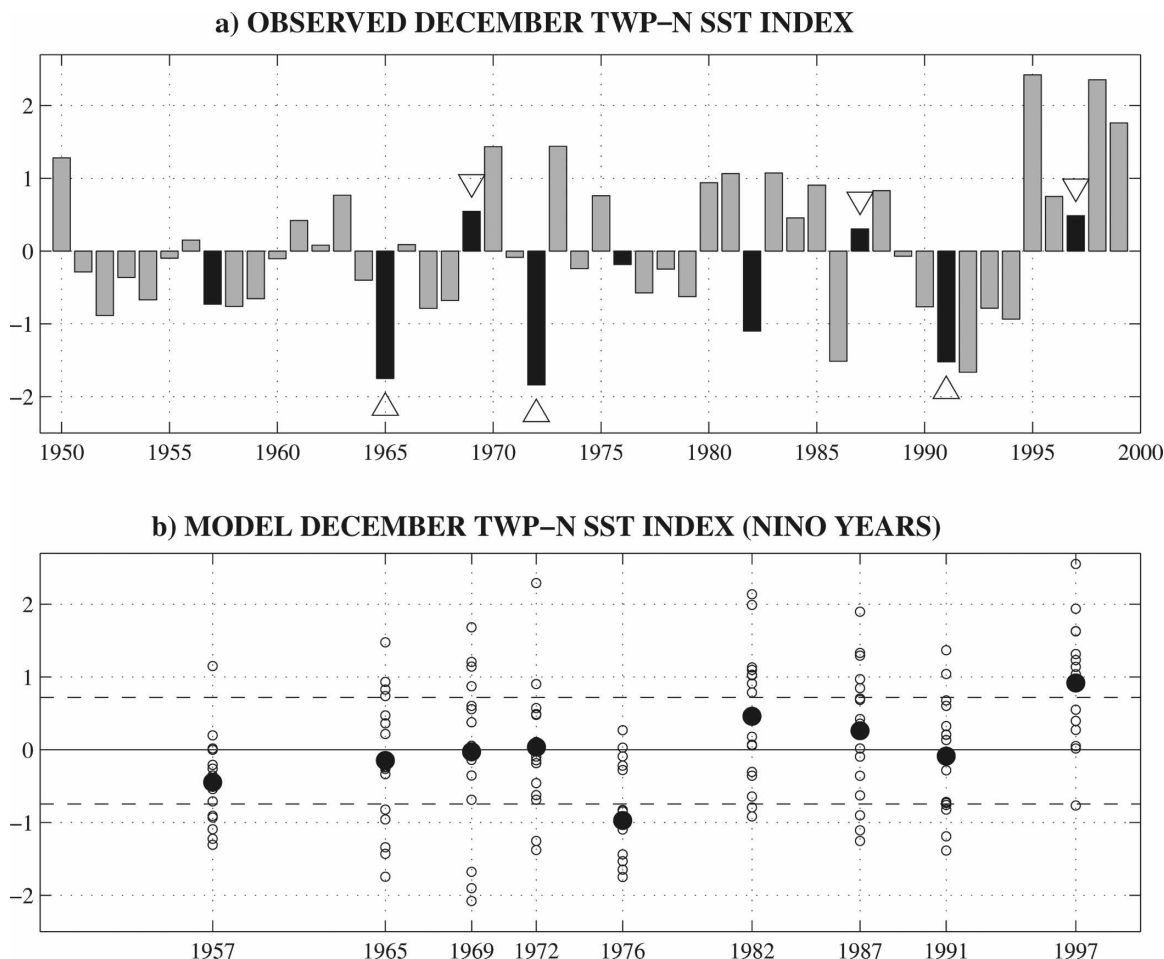 a) OBSERVED DECEMBER TWP−N SST INDEX
2
1
0
−1
−2
1950 1955 1960 1965 1970 1975 1980 1985 1990 1995 2000
b) MODEL DECEMBER TWP−N SST INDEX (NINO YEARS)
2
1
0
−1
−2
1957 1965 1969 1972 1976 1982 1987 1991 1997